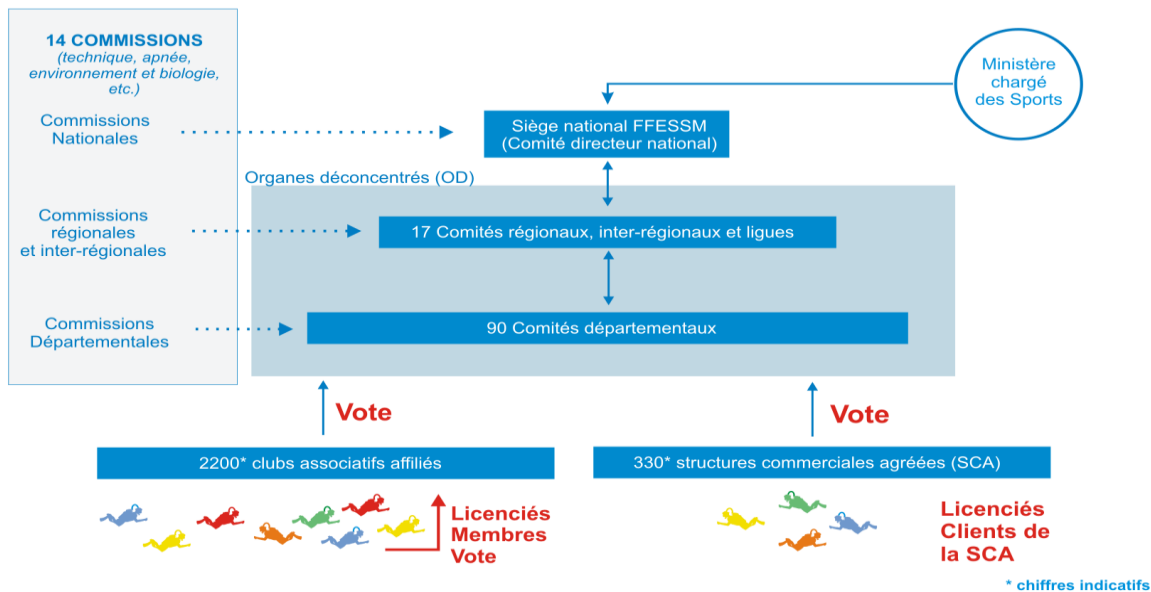 14 COMMISSIONS
(technique, apnée,
environnement et biologie,
etc.)
Commissions
Nationales
Commissions
régionales
et inter-régionales
Commissions
Départementales
Ministère
chargé
des Sports
Siège national FFESSM
(Comité directeur national)
Organes déconcentrés (OD)
17 Comités régionaux, inter-régionaux et ligues
90 Comités départementaux
Vote
Vote
2200* clubs associatifs affiliés
330* structures commerciales agréées (SCA)
Licenciés
Membres
Vote
Licenciés
Clients de
la SCA
* chiffres indicatifs